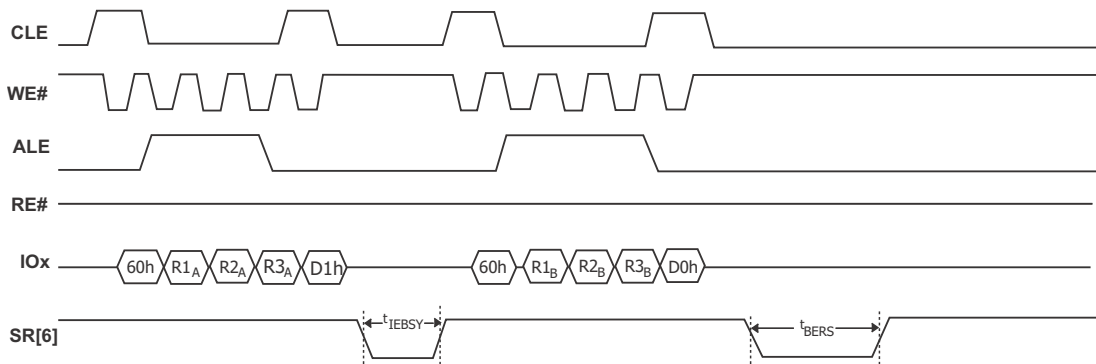 CLE
WE#
ALE
RE#
IOx 60h R1A R2A R3A D1h 60h R1B R2B R3B D0h
SR[6] tIEBSY tBERS